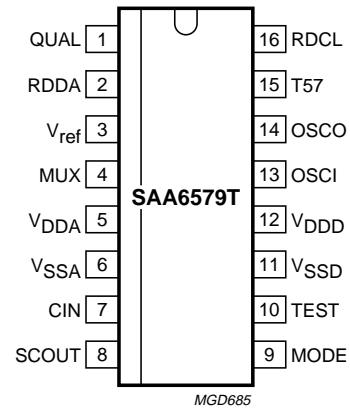 QUAL 1 16 RDCL
RDDA 2 15 T57
Vref 3 14 OSCO
MUX 4 13 OSCI
SAA6579T
VDDA 5 12 VDDD
VSSA 6 11 VSSD
CIN 7 10 TEST
SCOUT 8 9 MODE
MGD685